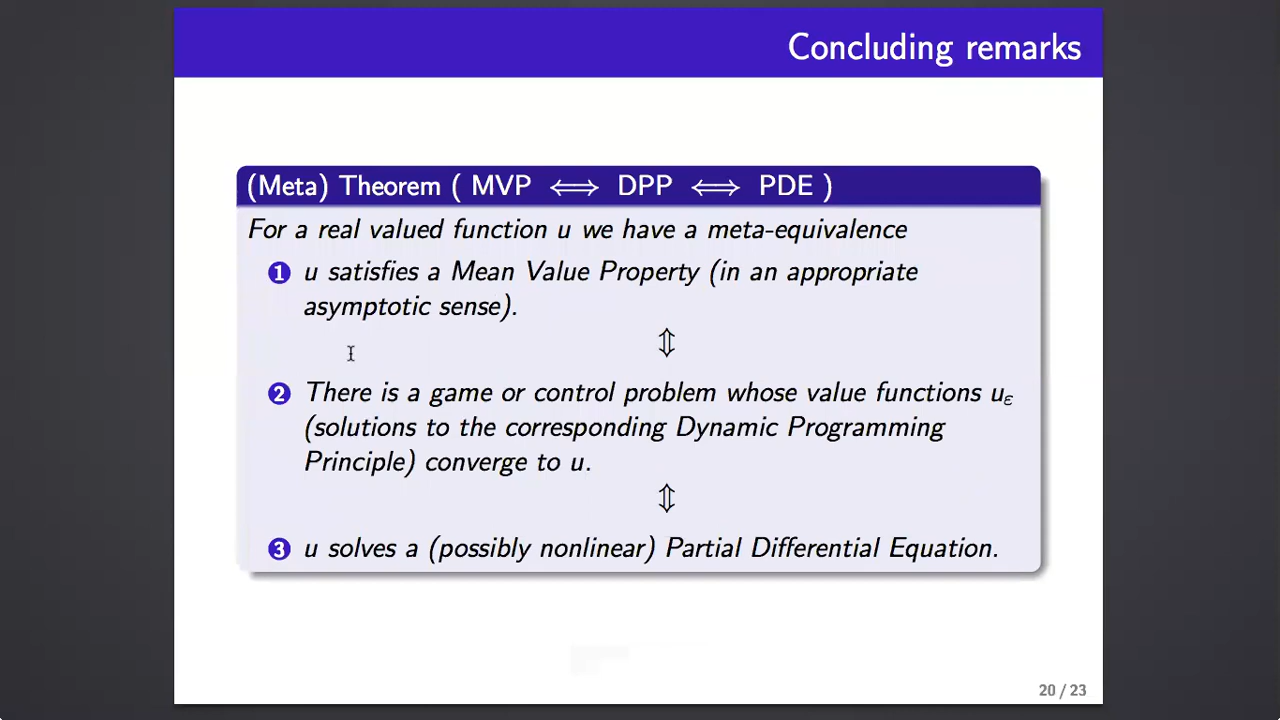 Concluding remarks
(Meta) Theorem ( MVP ⟺ DPP ⟺ PDE )
For a real valued function u we have a meta-equivalence
1 u satisfies a Mean Value Property (in an appropriate
asymptotic sense).
⇕
2 There is a game or control problem whose value functions uε
(solutions to the corresponding Dynamic Programming
Principle) converge to u.
⇕
3 u solves a (possibly nonlinear) Partial Differential Equation.
20 / 23